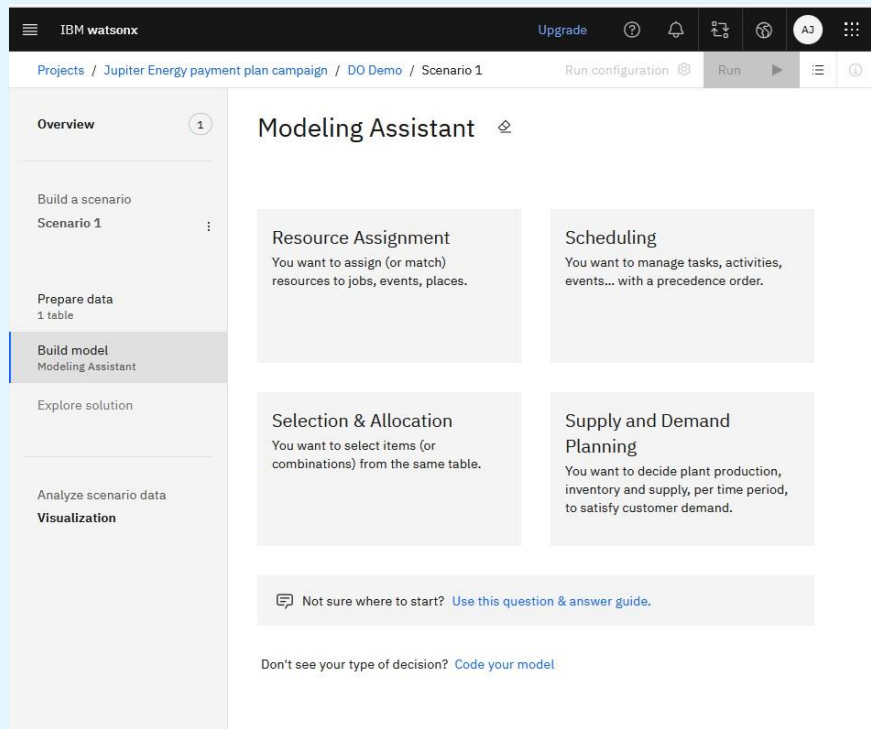 IBM watsonx
Upgrade
AJ
Projects / Jupiter Energy payment plan campaign / DO Demo / Scenario 1
Run configuration
Run
Overview
1
Build a scenario
Scenario 1
Prepare data
1 table
Build model
Modeling Assistant
Explore solution
Analyze scenario data
Visualization
Modeling Assistant
Resource Assignment
You want to assign (or match)
resources to jobs, events, places.
Scheduling
You want to manage tasks, activities,
events... with a precedence order.
Selection & Allocation
You want to select items (or
combinations) from the same table.
Supply and Demand
Planning
You want to decide plant production,
inventory and supply, per time period,
to satisfy customer demand.
Not sure where to start? Use this question & answer guide.
Don't see your type of decision? Code your model